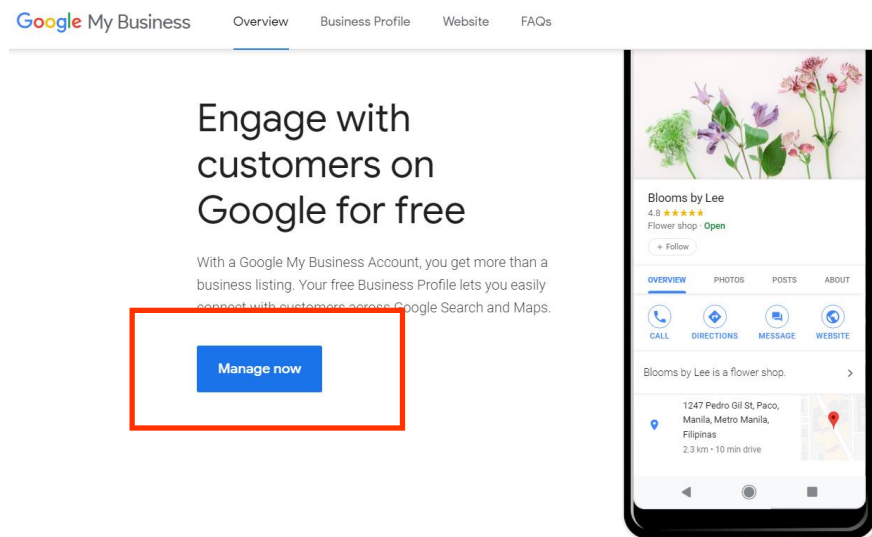 Google My Business
Overview
Business Profile
Website
FAQs
Engage with
customers on
Google for free
With a Google My Business Account, you get more than a
business listing. Your free Business Profile lets you easily
connect with customers across Google Search and Maps.
Manage now
Blooms by Lee
4.8 ★★★★★
Flower shop · Open
+ Follow
OVERVIEW
PHOTOS
POSTS
ABOUT
CALL
DIRECTIONS
MESSAGE
WEBSITE
Blooms by Lee is a flower shop.
1247 Pedro Gil St, Paco,
Manila, Metro Manila,
Filipinas
2.3 km · 10 min drive